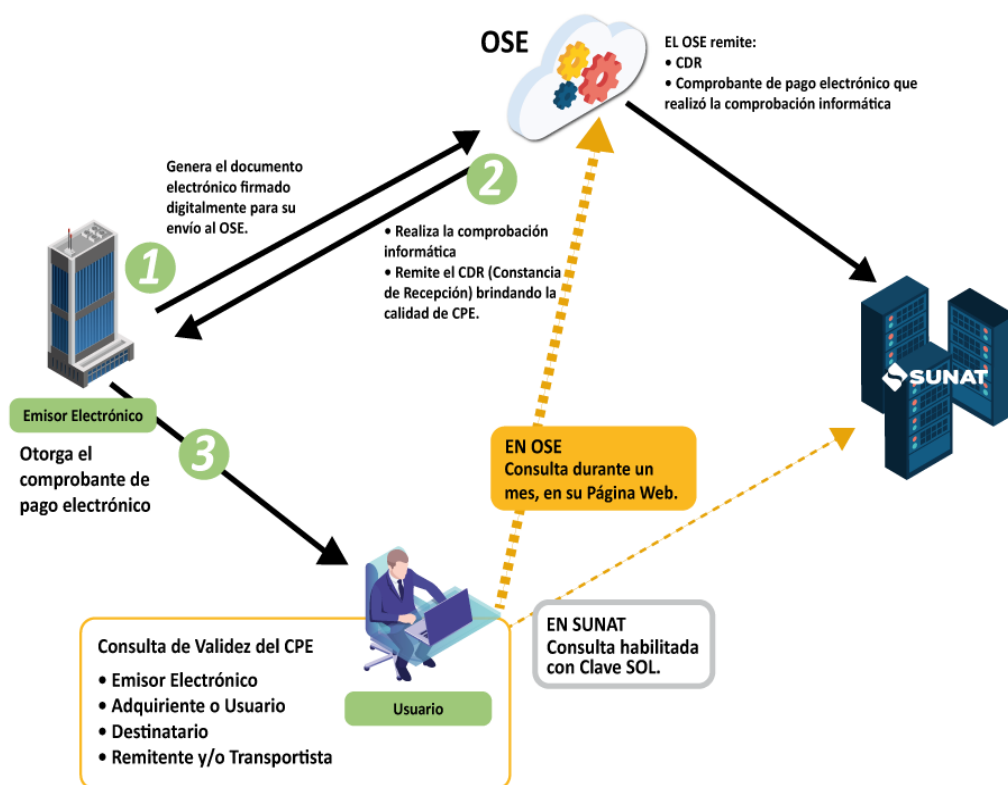 OSE
EL OSE remite:
• CDR
• Comprobante de pago electrónico que
realizó la comprobación informática
Genera el documento
electrónico firmado
digitalmente para su
envío al OSE.
1
2
• Realiza la comprobación
informática
• Remite el CDR (Constancia
de Recepción) brindando la
calidad de CPE.
SUNAT
Emisor Electrónico
Otorga el
comprobante de
pago electrónico
3
EN OSE
Consulta durante un
mes, en su Página Web.
EN SUNAT
Consulta habilitada
con Clave SOL.
Consulta de Validez del CPE
• Emisor Electrónico
• Adquiriente o Usuario
• Destinatario
• Remitente y/o Transportista
Usuario